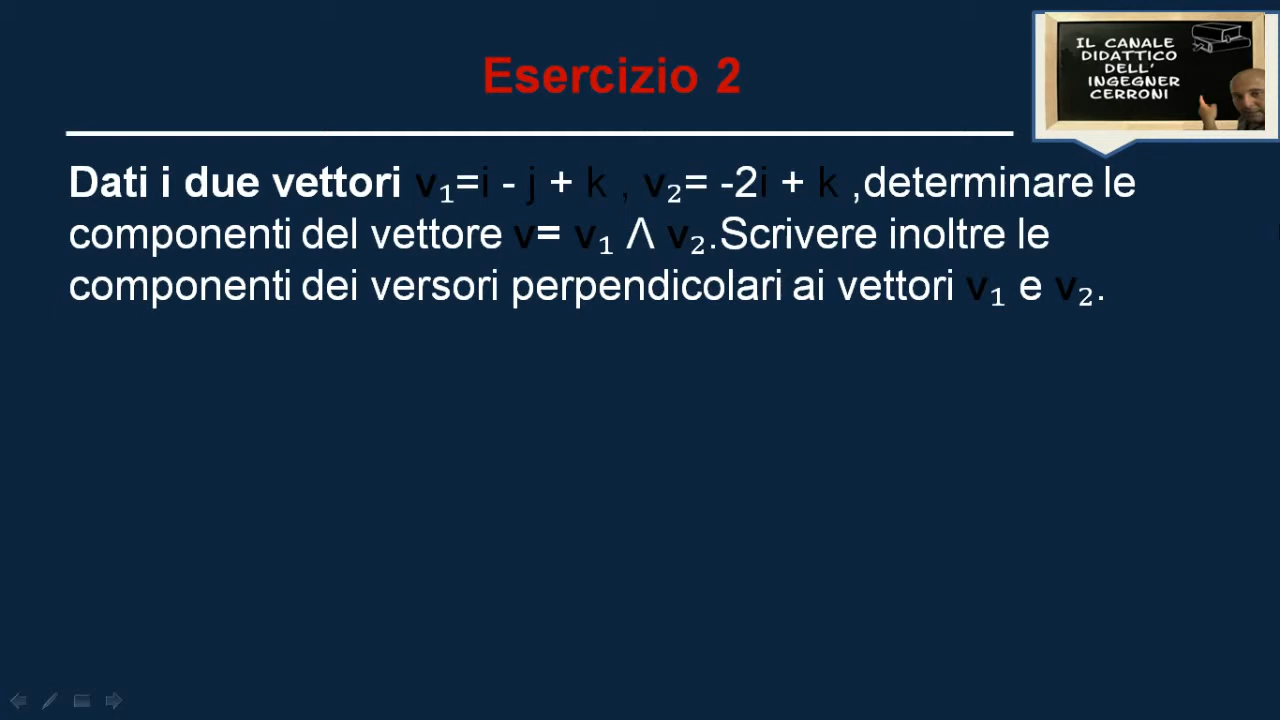 IL CANALE
DIDATTICO
DELL'
INGEGNER
CERRONI
Esercizio 2
Dati i due vettori v₁=i - j + k , v₂= -2i + k ,determinare le
componenti del vettore v= v₁ Λ v₂.Scrivere inoltre le
componenti dei versori perpendicolari ai vettori v₁ e v₂.